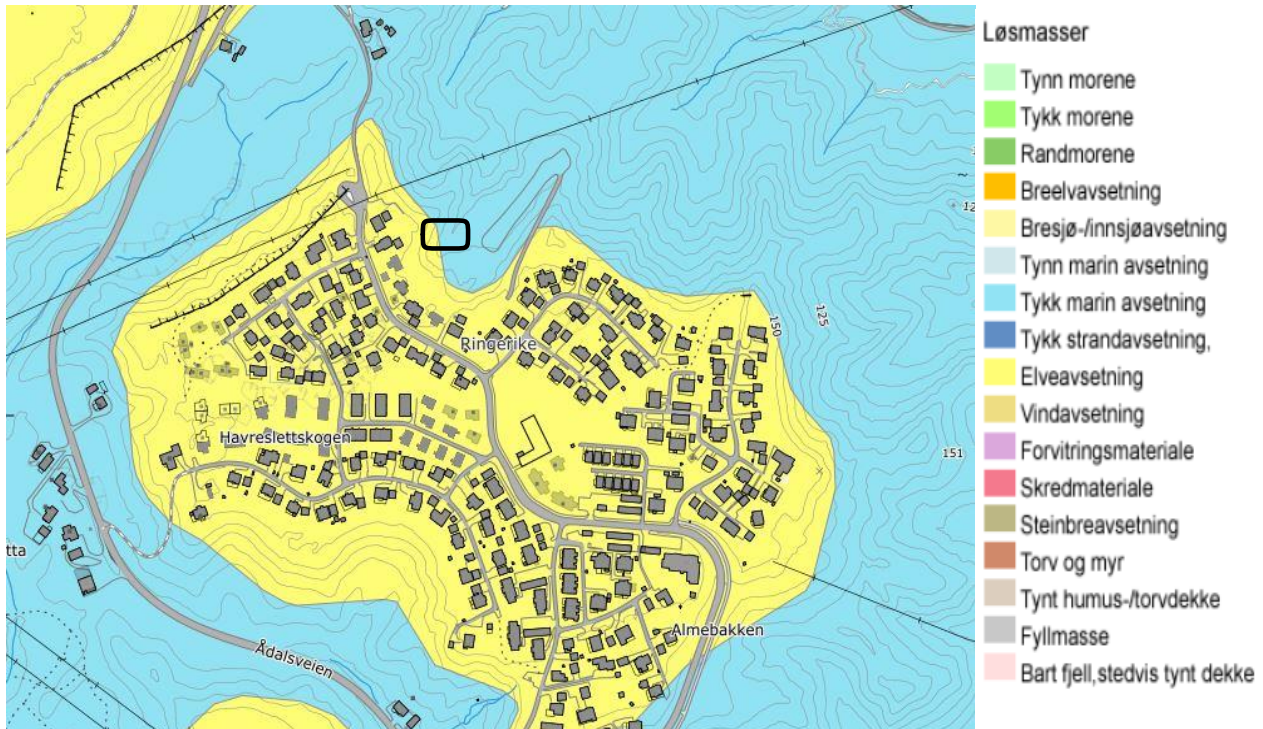 Ringerike
Havreslettskogen
150
125
151
12
tta
Almebakken
Ådalsveien
Løsmasser
Tynn morene
Tykk morene
Randmorene
Breelvavsetning
Bresjø-/innsjøavsetning
Tynn marin avsetning
Tykk marin avsetning
Tykk strandavsetning,
Elveavsetning
Vindavsetning
Forvitringsmateriale
Skredmateriale
Steinbreavsetning
Torv og myr
Tynt humus-/torvdekke
Fyllmasse
Bart fjell,stedvis tynt dekke